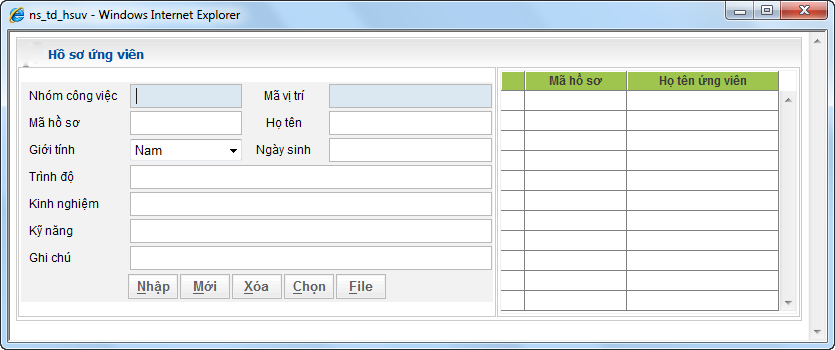 ns_td_hsuv - Windows Internet Explorer
Hồ sơ ứng viên
Nhóm công việc Mã vị trí
Mã hồ sơ Họ tên
Giới tính Nam Ngày sinh
Trình độ
Kinh nghiệm
Kỹ năng
Ghi chú
Nhập Mới Xóa Chọn File
Mã hồ sơ Họ tên ứng viên